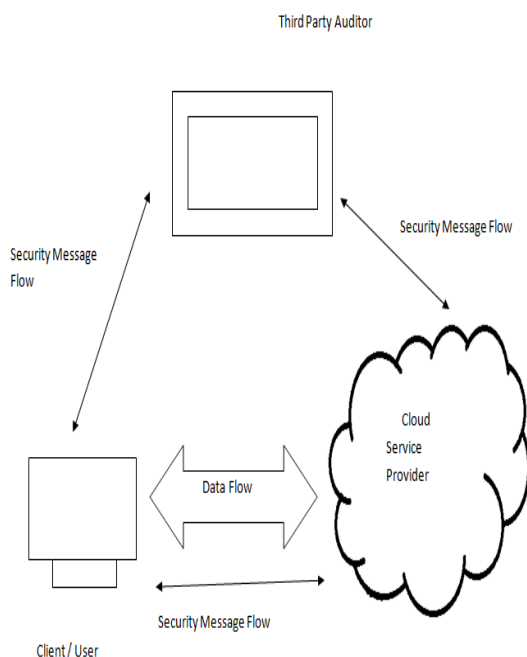 Third Party Auditor
Security Message
Flow
Security Message Flow
Cloud
Service
Provider
Data Flow
Security Message Flow
Client / User